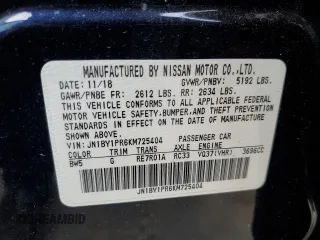 MANUFACTURED BY NISSAN MOTOR CO.,LTD.
DATE: 11/18 GVWR/PNBV: 5192 LBS.
GAWR/PNBE FR: 2612 LBS. RR: 2634 LBS.
THIS VEHICLE CONFORMS TO ALL APPLICABLE FEDERAL
MOTOR VEHICLE SAFETY,BUMPER,AND THEFT PREVENTION
STANDARDS IN EFFECT ON THE DATE OF MANUFACTURE
SHOWN ABOVE.
VIN: JN1BY1PR6KM725404 PASSENGER CAR
COLOR TRIM TRANS AXLE ENGINE
BW5 G RE7R01A RC33 VQ37(VHR) 3696CC
JN1BY1PR6KM725404